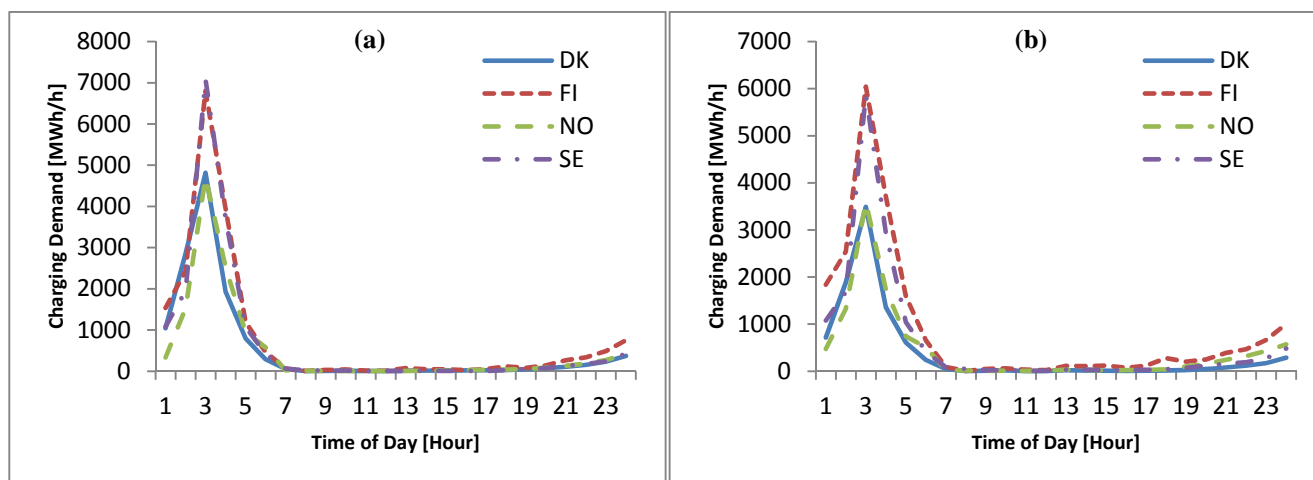 (a)
8000
7000
6000
5000
4000
3000
2000
1000
0
Charging Demand [MWh/h]
DK
FI
NO
SE
1 3 5 7 9 11 13 15 17 19 21 23
Time of Day [Hour]
(b)
7000
6000
5000
4000
3000
2000
1000
0
Charging Demand [MWh/h]
DK
FI
NO
SE
1 3 5 7 9 11 13 15 17 19 21 23
Time of Day [Hour]